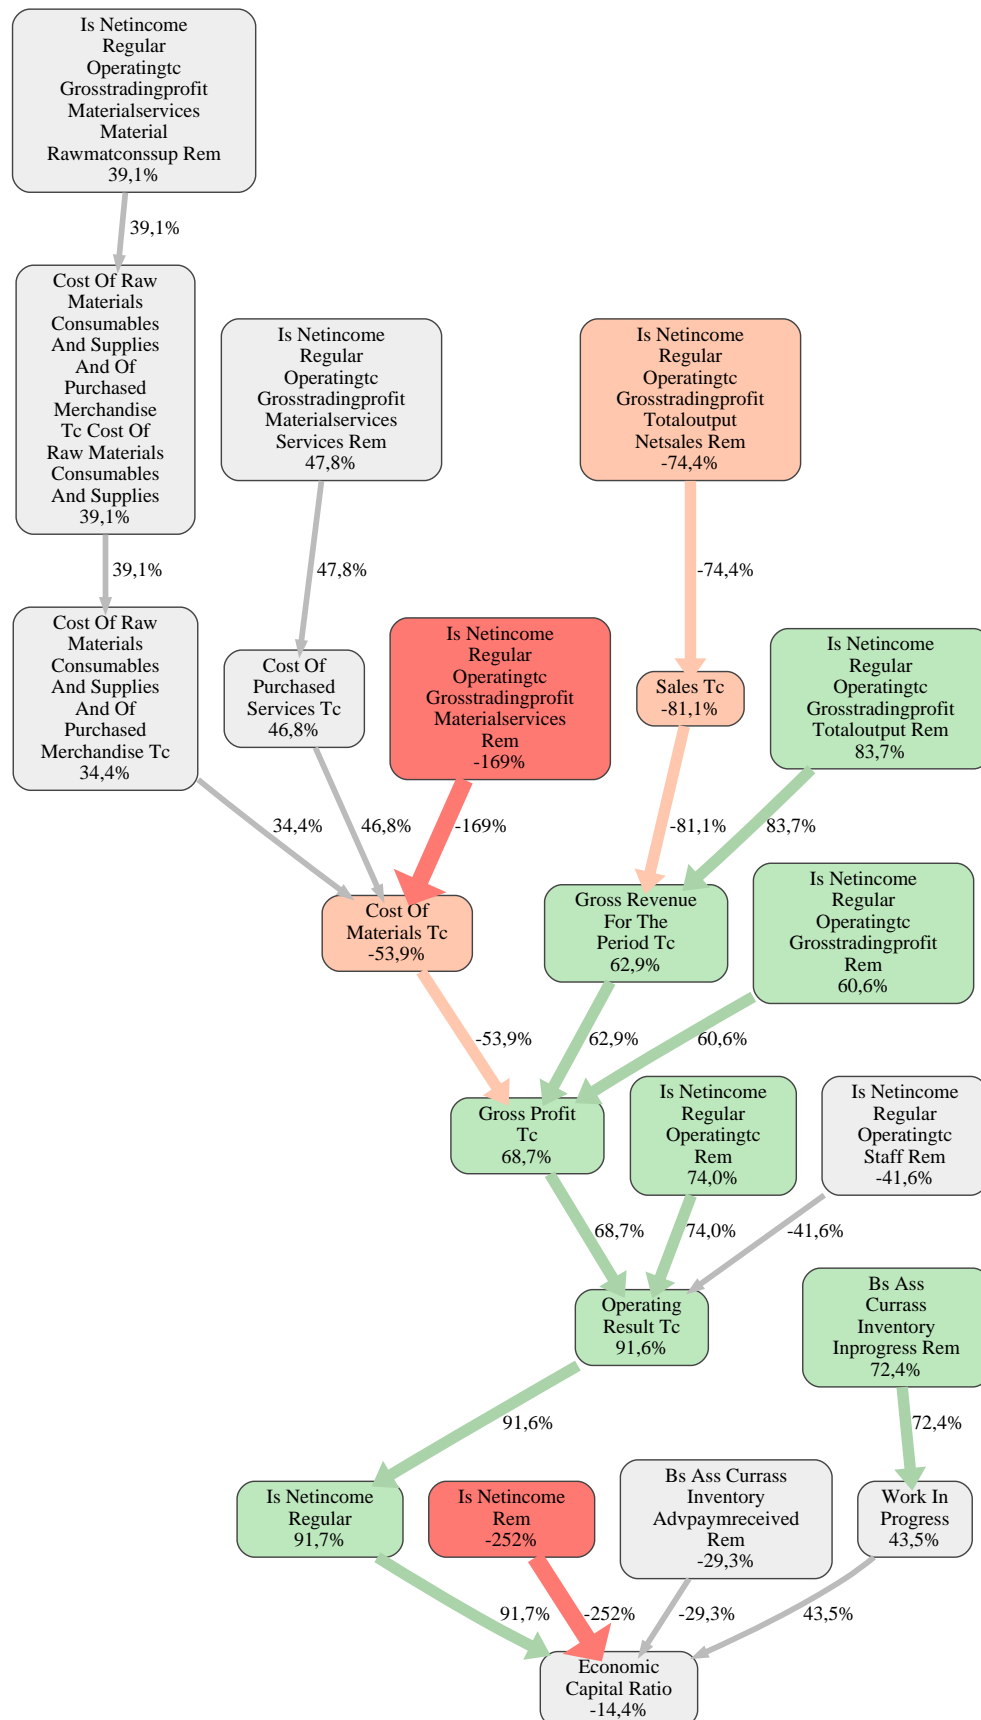 Is Netincome
Regular
Operatingtc
Grosstradingprofit
Materialservices
Material
Rawmatconssup Rem
39,1%
39,1%
Cost Of Raw
Materials
Consumables
And Supplies
And Of
Purchased
Merchandise
Tc Cost Of
Raw Materials
Consumables
And Supplies
39,1%
Is Netincome
Regular
Operatingtc
Grosstradingprofit
Materialservices
Services Rem
47,8%
Is Netincome
Regular
Operatingtc
Grosstradingprofit
Totaloutput
Netsales Rem
-74,4%
39,1%
47,8%
-74,4%
Cost Of Raw
Materials
Consumables
And Supplies
And Of
Purchased
Merchandise Tc
34,4%
Cost Of
Purchased
Services Tc
46,8%
Is Netincome
Regular
Operatingtc
Grosstradingprofit
Materialservices
Rem
-169%
Sales Tc
-81,1%
Is Netincome
Regular
Operatingtc
Grosstradingprofit
Totaloutput Rem
83,7%
34,4%
46,8%
-169%
-81,1%
83,7%
Cost Of
Materials Tc
-53,9%
Gross Revenue
For The
Period Tc
62,9%
Is Netincome
Regular
Operatingtc
Grosstradingprofit
Rem
60,6%
-53,9%
62,9%
60,6%
Gross Profit
Tc
68,7%
Is Netincome
Regular
Operatingtc
Rem
74,0%
Is Netincome
Regular
Operatingtc
Staff Rem
-41,6%
68,7%
74,0%
-41,6%
Operating
Result Tc
91,6%
Bs Ass
Currass
Inventory
Inprogress Rem
72,4%
91,6%
72,4%
Is Netincome
Regular
91,7%
Is Netincome
Rem
-252%
Bs Ass Currass
Inventory
Advpaymreceived
Rem
-29,3%
Work In
Progress
43,5%
91,7%
-252%
-29,3%
43,5%
Economic
Capital Ratio
-14,4%